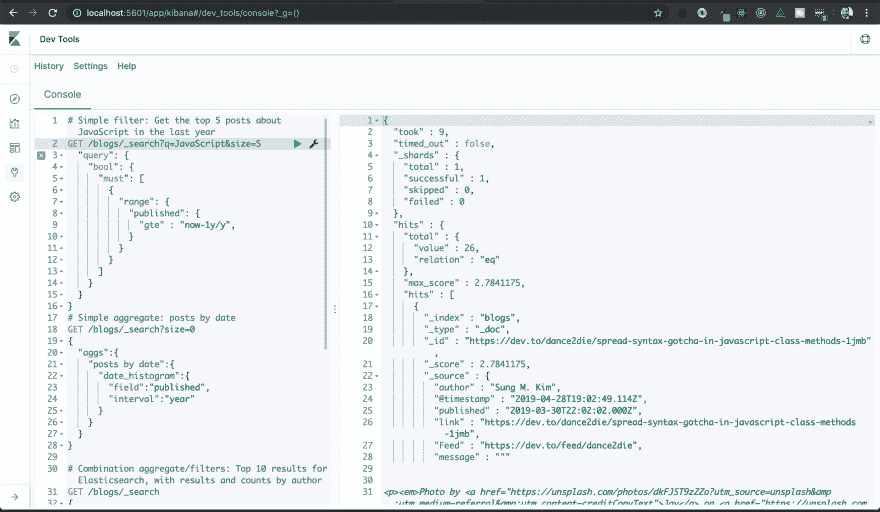 localhost:5601/app/kibana#/dev_tools/console?_g=()
Dev Tools
History Settings Help
Console
1 # Simple filter: Get the top 5 posts about
JavaScript in the last year
2 GET /blogs/_search?q=JavaScript&size=5
3 "query": {
4 "bool": {
5 "must": [
6 {
7 "range": {
8 "published": {
9 "gte" : "now-1y/y",
10 }
11 }
12 }
13 ]
14 }
15 }
16 }
17 # Simple aggregate: posts by date
18 GET /blogs/_search?size=0
19 {
20 "aggs":{
21 "posts by date":{
22 "date_histogram":{
23 "field":"published",
24 "interval":"year"
25 }
26 }
27 }
28 }
29
30 # Combination aggregate/filters: Top 10 results for
Elasticsearch, with results and counts by author
31 GET /blogs/_search
32 {
1 {
2 "took" : 9,
3 "timed_out" : false,
4 "_shards" : {
5 "total" : 1,
6 "successful" : 1,
7 "skipped" : 0,
8 "failed" : 0
9 },
10 "hits" : {
11 "total" : {
12 "value" : 26,
13 "relation" : "eq"
14 },
15 "max_score" : 2.7841175,
16 "hits" : [
17 {
18 "_index" : "blogs",
19 "_type" : "_doc",
20 "_id" : "https://dev.to/dance2die/spread-syntax-gotcha-in-javascript-class-methods-1jmb"
,
21 "_score" : 2.7841175,
22 "_source" : {
23 "author" : "Sung M. Kim",
24 "@timestamp" : "2019-04-28T19:02:49.114Z",
25 "published" : "2019-03-30T22:02:02.000Z",
26 "link" : "https://dev.to/dance2die/spread-syntax-gotcha-in-javascript-class-methods
-1jmb",
27 "Feed" : "https://dev.to/feed/dance2die",
28 "message" : """
29
30
31 <p><em>Photo by <a href="https://unsplash.com/photos/dkFJ5T9zZZo?utm_source=unsplash&amp
;utm_medium=referral&amp;utm_content=creditCopyText">Jay</a> on <a href="https://unsplash.com